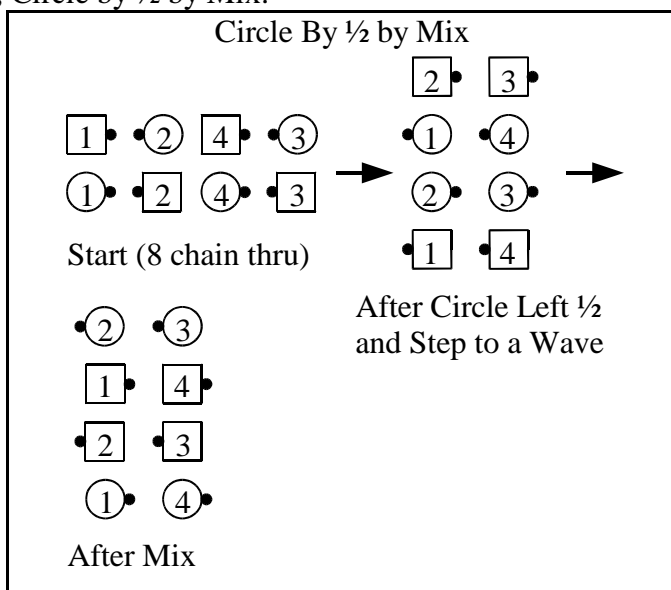 , Circle by ½ by Mix.
Circle By ½ by Mix
2 3
1 2 4 3
1 4
1 2 4 3
2 3
Start (8 chain thru)
1 4
After Circle Left ½
and Step to a Wave
2 3
1 4
2 3
1 4
After Mix